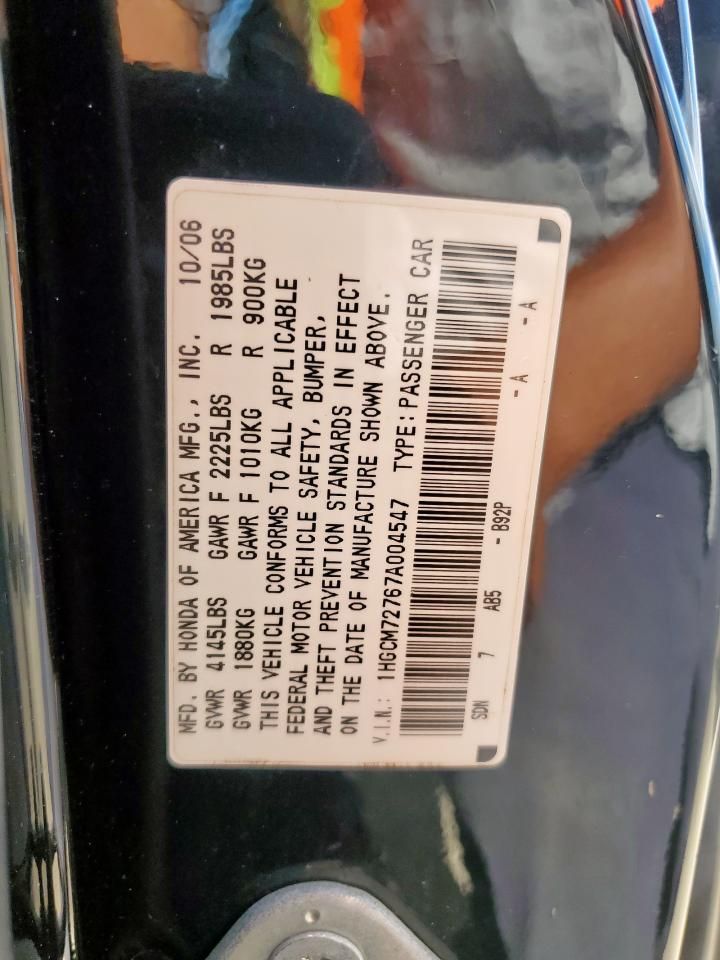 MFD. BY HONDA OF AMERICA MFG., INC. 10/06
GVWR 4145LBS GAWR F 2225LBS R 1985LBS
GVWR 1880KG GAWR F 1010KG R 900KG
THIS VEHICLE CONFORMS TO ALL APPLICABLE
FEDERAL MOTOR VEHICLE SAFETY, BUMPER,
AND THEFT PREVENTION STANDARDS IN EFFECT
ON THE DATE OF MANUFACTURE SHOWN ABOVE.
V.I.N.: 1HGCM72767A004547 TYPE:PASSENGER CAR
SDN 7 AB5 - B92P - A - A